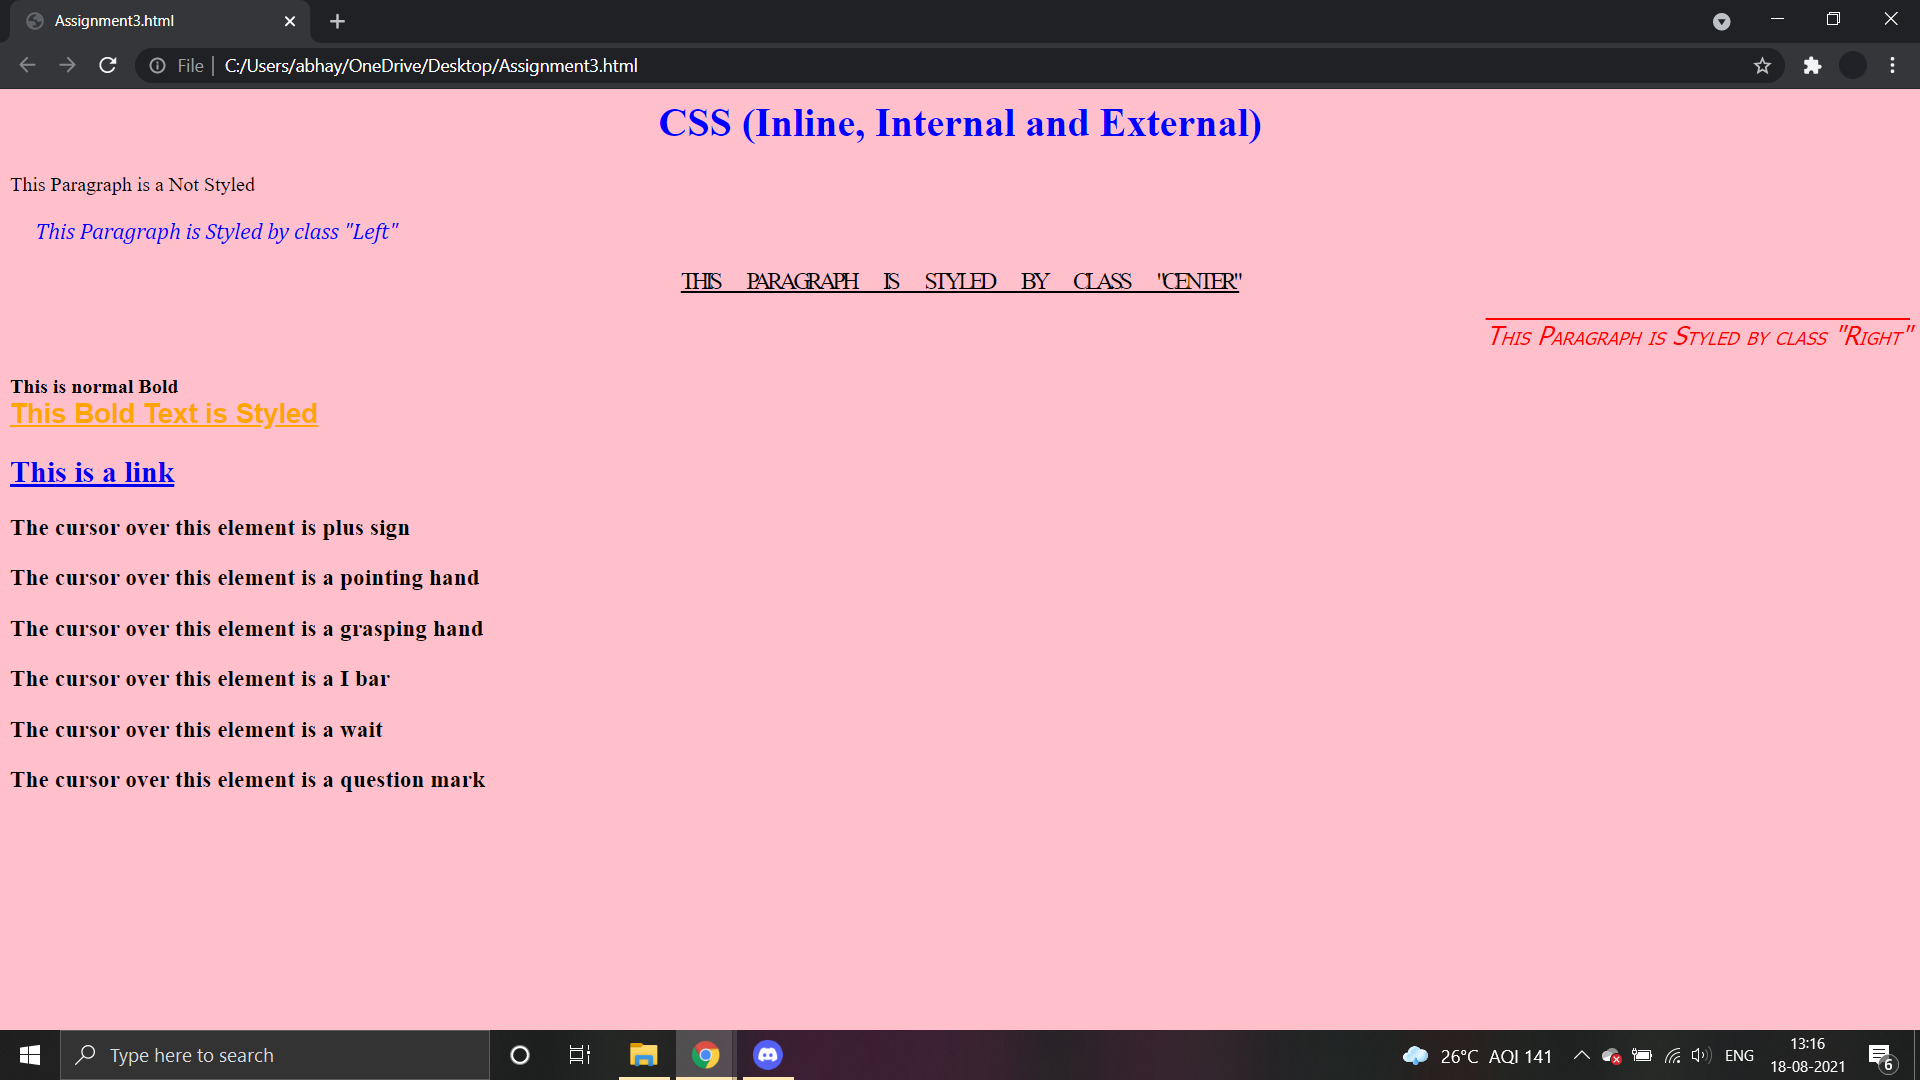 Assignment3.html
File
C:/Users/abhay/OneDrive/Desktop/Assignment3.html
CSS (Inline, Internal and External)
This Paragraph is a Not Styled
This Paragraph is Styled by class "Left"
THIS PARAGRAPH IS STYLED BY CLASS "CENTER"
This Paragraph is Styled by class "Right"
This is normal Bold
This Bold Text is Styled
This is a link
The cursor over this element is plus sign
The cursor over this element is a pointing hand
The cursor over this element is a grasping hand
The cursor over this element is a I bar
The cursor over this element is a wait
The cursor over this element is a question mark
Type here to search
26°C AQI 141
ENG
13:16
18-08-2021
6